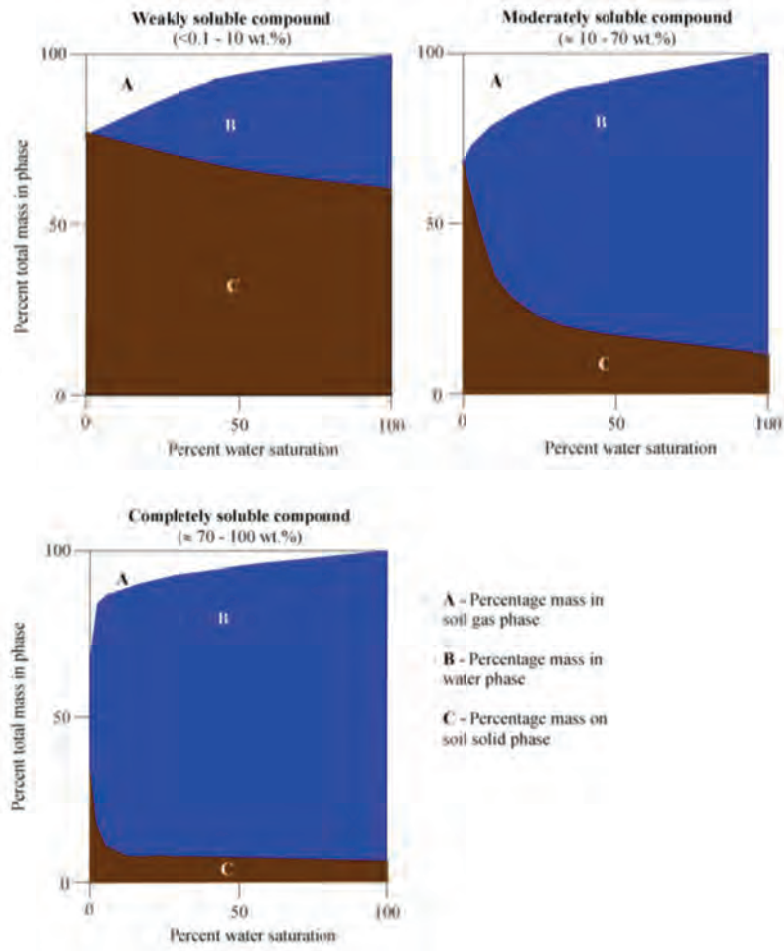 Weakly soluble compound
(<0.1 - 10 wt.%)
100
50
0
A
B
C
0
50
100
Percent total mass in phase
Percent water saturation
Moderately soluble compound
(≈ 10 - 70 wt.%)
100
50
0
A
B
C
0
50
100
Percent water saturation
Completely soluble compound
(≈ 70 - 100 wt.%)
100
50
0
A
B
C
0
50
100
Percent total mass in phase
Percent water saturation
A - Percentage mass in
soil gas phase
B - Percentage mass in
water phase
C - Percentage mass on
soil solid phase